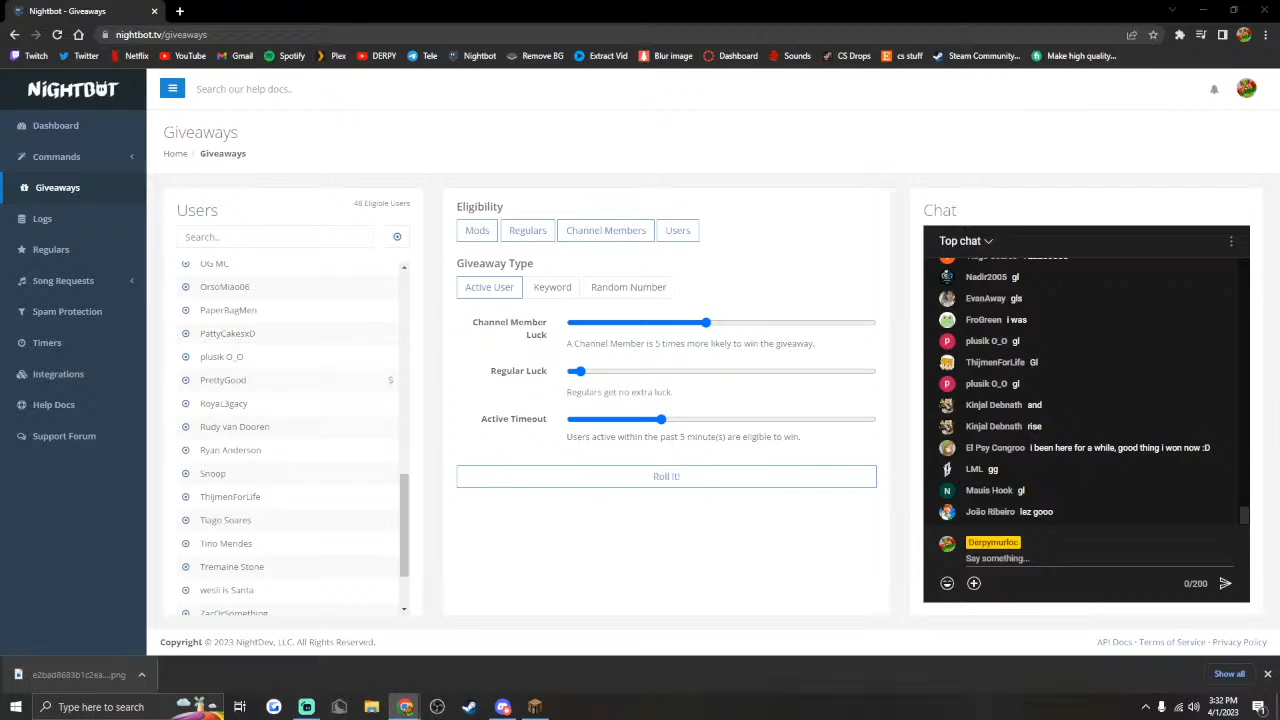 Nightbot - Giveaways
nightbot.tv/giveaways
Twitch Twitter Netflix YouTube Gmail Spotify Plex DERPY Tele Nightbot Remove BG Extract Vid Blur image Dashboard Sounds CS Drops cs stuff Steam Communit... Make high quality...
NIGHTBOT
Search our help docs..
Dashboard
Commands
Giveaways
Logs
Regulars
Song Requests
Spam Protection
Timers
Integrations
Help Docs
Support Forum
Giveaways
Home / Giveaways
Users
48 Eligible Users
Search...
OG MC
OrsoMiao06
PaperBagMen
PattyCakesxD
plusik O_O
PrettyGood $
RoyaL3gacy
Rudy van Dooren
Ryan Anderson
Snoop
ThijmenForLife
Tiago Soares
Tino Mendes
Tremaine Stone
wesli is Santa
ZacOrSomething
Eligibility
Mods Regulars Channel Members Users
Giveaway Type
Active User Keyword Random Number
Channel Member
Luck
A Channel Member is 5 times more likely to win the giveaway.
Regular Luck
Regulars get no extra luck.
Active Timeout
Users active within the past 5 minute(s) are eligible to win.
Roll It!
Chat
Top chat
Nadir2005 gl
EvanAway gls
FroGreen i was
plusik O_O gl
ThijmenForLife Gl
plusik O_O gl
Kinjal Debnath and
Kinjal Debnath rise
El Psy Congroo i been here for a while, good thing i won now :D
LML gg
Mauis Hook gl
João Ribeiro lez gooo
Derpymurloc
Say something...
0/200
Copyright © 2023 NightDev, LLC. All Rights Reserved.
API Docs · Terms of Service · Privacy Policy
e2bad8683b1c2ea....png
Show all
Type here to search
3:32 PM
4/1/2023